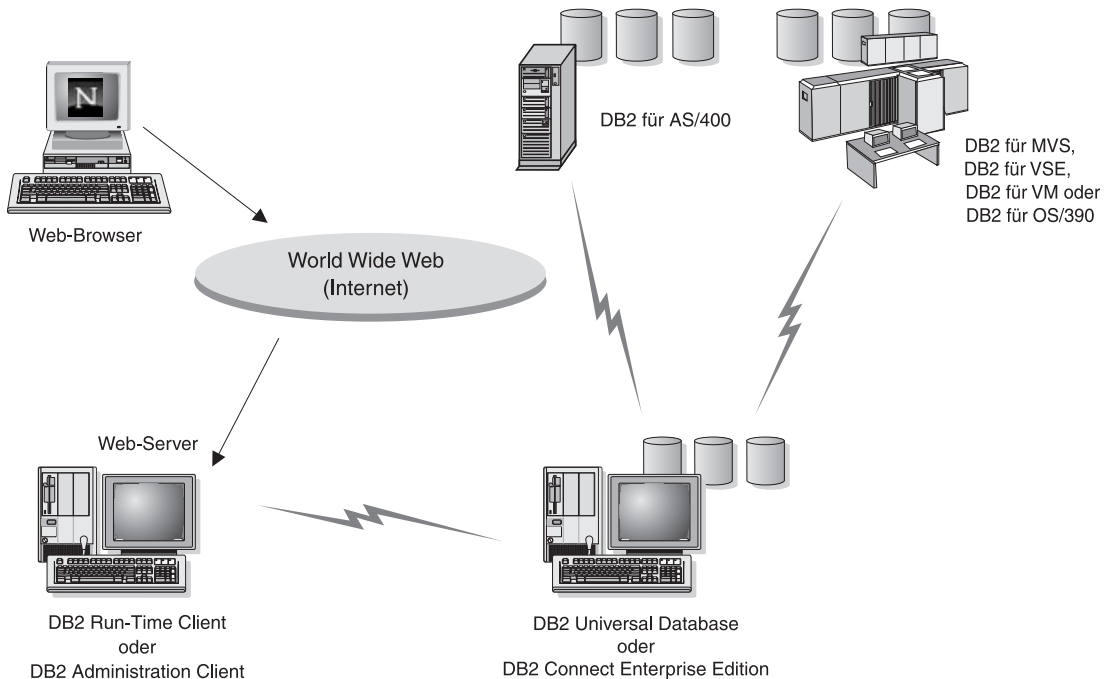 N
DB2 für AS/400
DB2 für MVS,
DB2 für VSE,
DB2 für VM oder
DB2 für OS/390
Web-Browser
World Wide Web
(Internet)
Web-Server
DB2 Run-Time Client
oder
DB2 Administration Client
DB2 Universal Database
oder
DB2 Connect Enterprise Edition